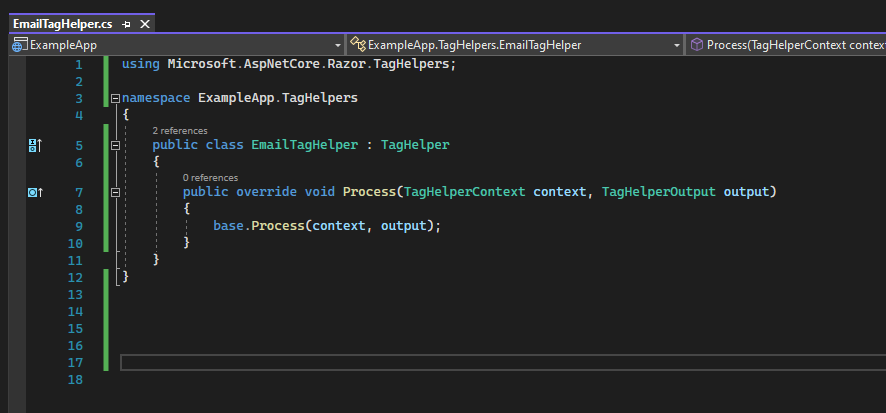 EmailTagHelper.cs
ExampleApp
ExampleApp.TagHelpers.EmailTagHelper
Process(TagHelperContext contex
1 using Microsoft.AspNetCore.Razor.TagHelpers;
2
3 namespace ExampleApp.TagHelpers
4 {
2 references
5 public class EmailTagHelper : TagHelper
6 {
0 references
7 public override void Process(TagHelperContext context, TagHelperOutput output)
8 {
9 base.Process(context, output);
10 }
11 }
12 }
13
14
15
16
17
18